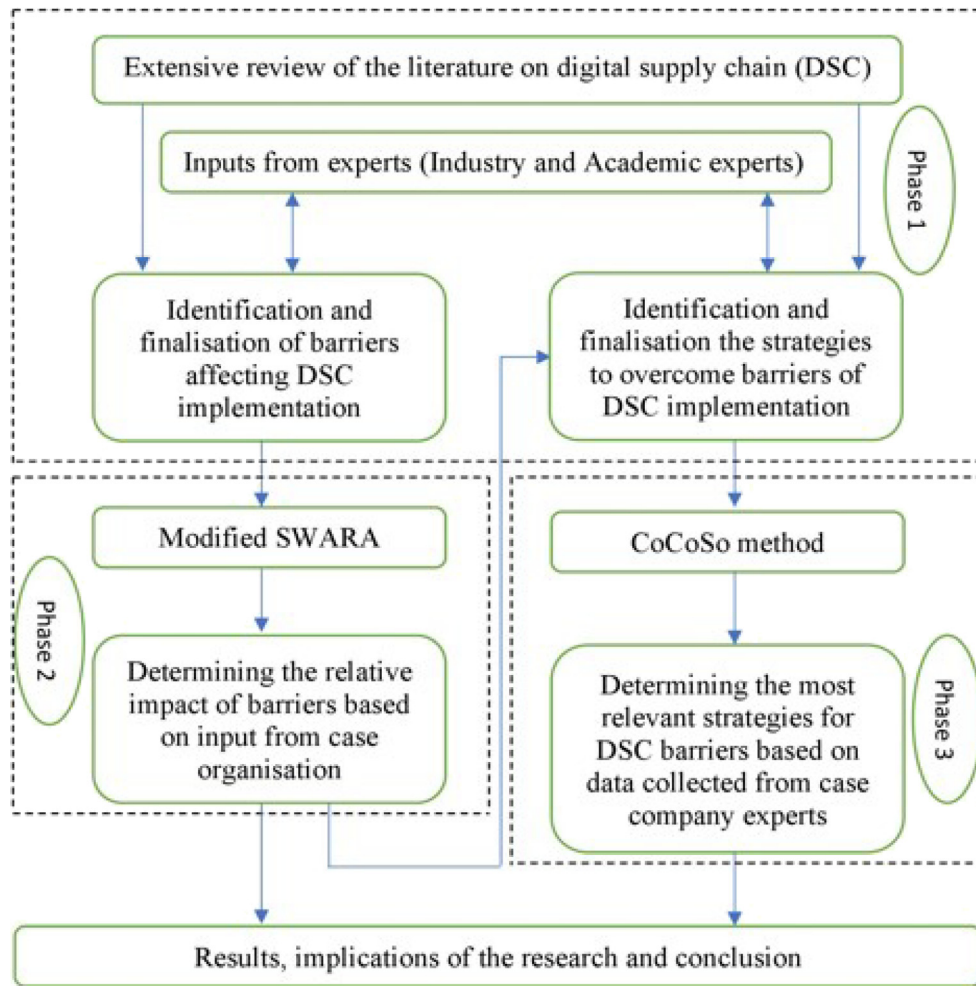 Extensive review of the literature on digital supply chain (DSC)
Inputs from experts (Industry and Academic experts)
Phase 1
Identification and
finalisation of barriers
affecting DSC
implementation
Identification and
finalisation the strategies
to overcome barriers of
DSC implementation
Modified SWARA
Phase 2
Determining the relative
impact of barriers based
on input from case
organisation
CoCoSo method
Determining the most
relevant strategies for
DSC barriers based on
data collected from case
company experts
Phase 3
Results, implications of the research and conclusion